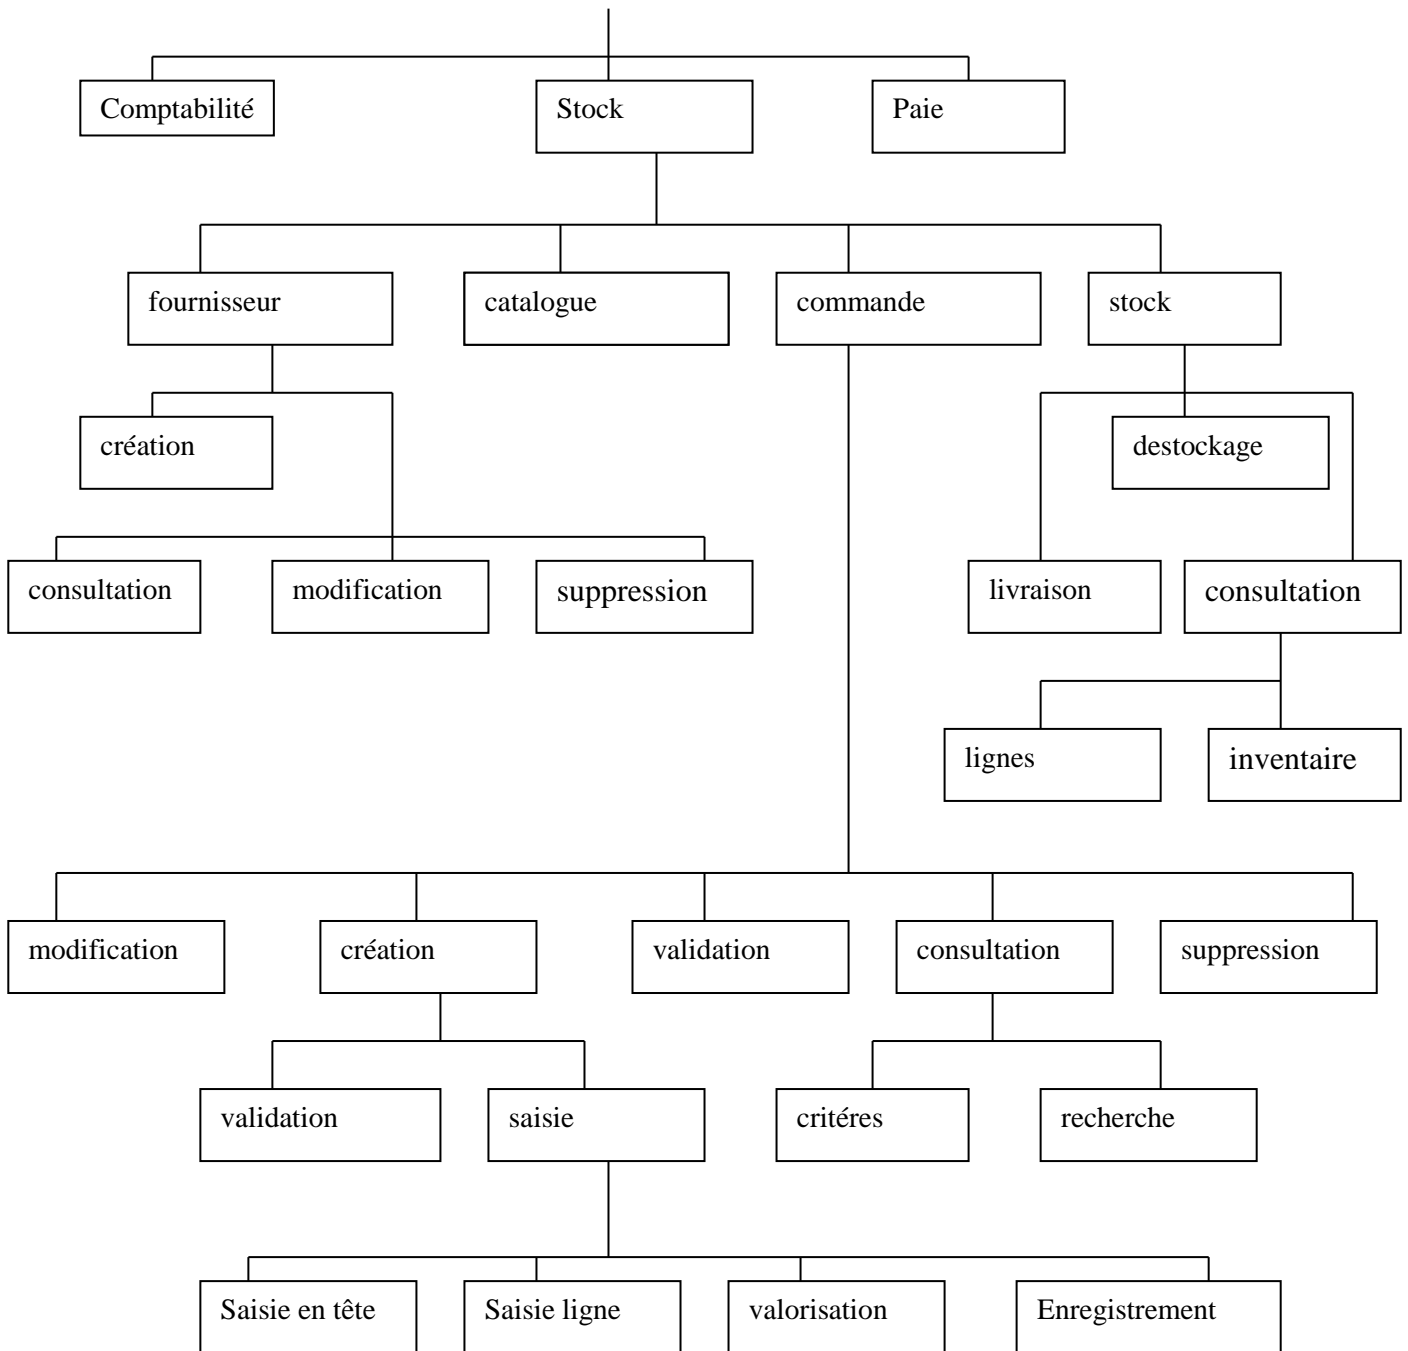 Comptabilité
Stock
Paie
fournisseur
catalogue
commande
stock
création
destockage
consultation
modification
suppression
livraison
consultation
lignes
inventaire
modification
création
validation
consultation
suppression
validation
saisie
critéres
recherche
Saisie en tête
Saisie ligne
valorisation
Enregistrement